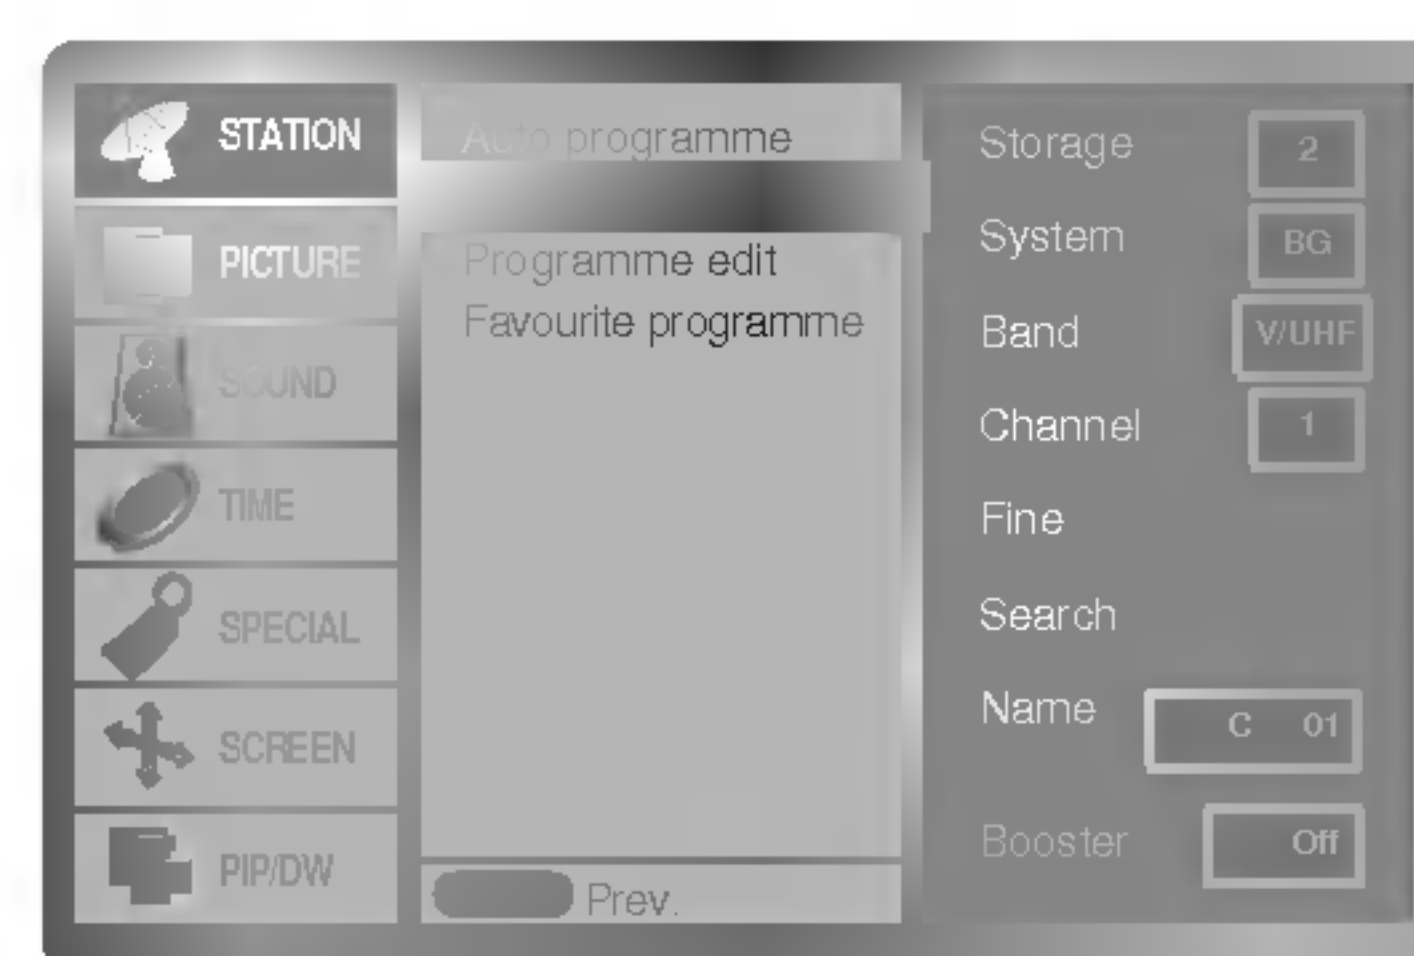 STATION
PICTURE
SOUND
TIME
SPECIAL
SCREEN
PIP/DW
Auto programme
Programme edit
Favourite programme
Prev.
Storage 2
System BG
Band V/UHF
Channel 1
Fine
Search
Name C 01
Booster Off